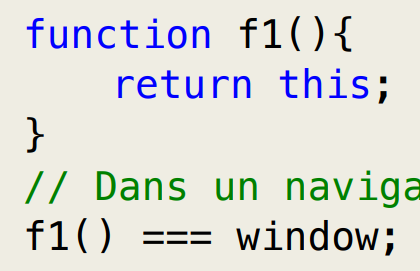 function f1(){
return this;
}
// Dans un naviga
f1() === window;